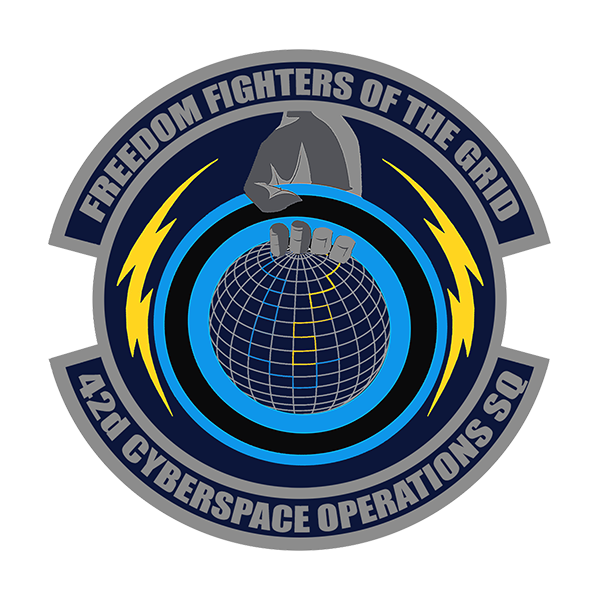 FREEDOM FIGHTERS OF THE GRID
42d CYBERSPACE OPERATIONS SQ